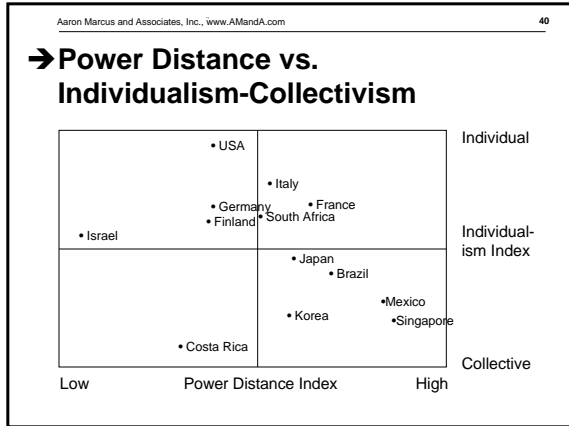 Aaron Marcus and Associates, Inc., www.AMandA.com 40
➔ Power Distance vs.
Individualism-Collectivism
Individual
• USA
• Italy
• Germany • France
• Finland • South Africa
• Israel
Individual-
ism Index
• Japan
• Brazil
•Mexico
• Korea •Singapore
• Costa Rica
Collective
Low Power Distance Index High